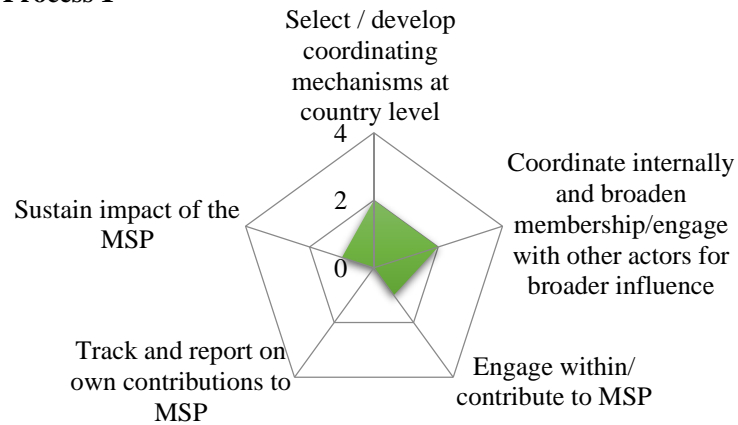 Select / develop
coordinating
mechanisms at
country level
4
2
0
Coordinate internally
and broaden
membership/engage
with other actors for
broader influence
Engage within/
contribute to MSP
Track and report on
own contributions to
MSP
Sustain impact of the
MSP